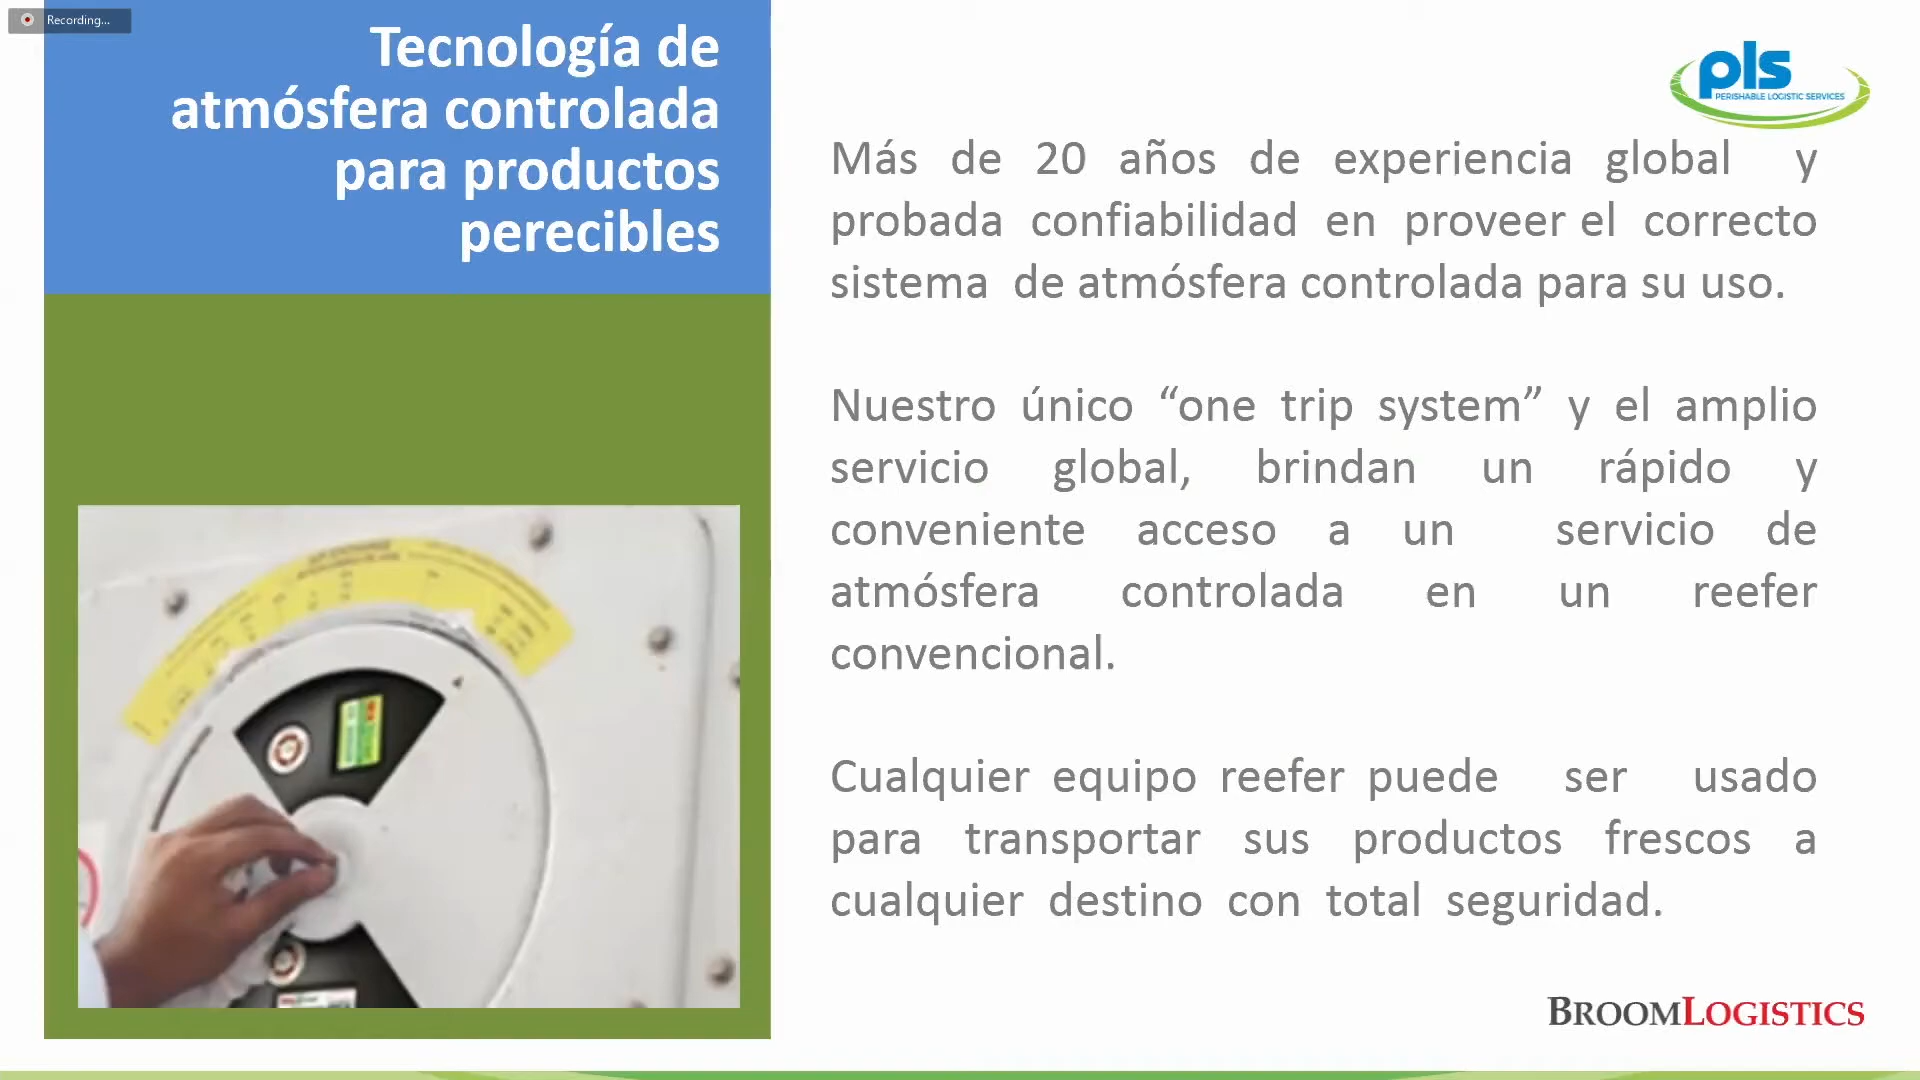 Recording...
Tecnología de
atmósfera controlada
para productos
perecibles
pls
PERISHABLE LOGISTIC SERVICES
Más de 20 años de experiencia global y
probada confiabilidad en proveer el correcto
sistema de atmósfera controlada para su uso.
Nuestro único “one trip system” y el amplio
servicio global, brindan un rápido y
conveniente acceso a un servicio de
atmósfera controlada en un reefer
convencional.
Cualquier equipo reefer puede ser usado
para transportar sus productos frescos a
cualquier destino con total seguridad.
BROOMLOGISTICS